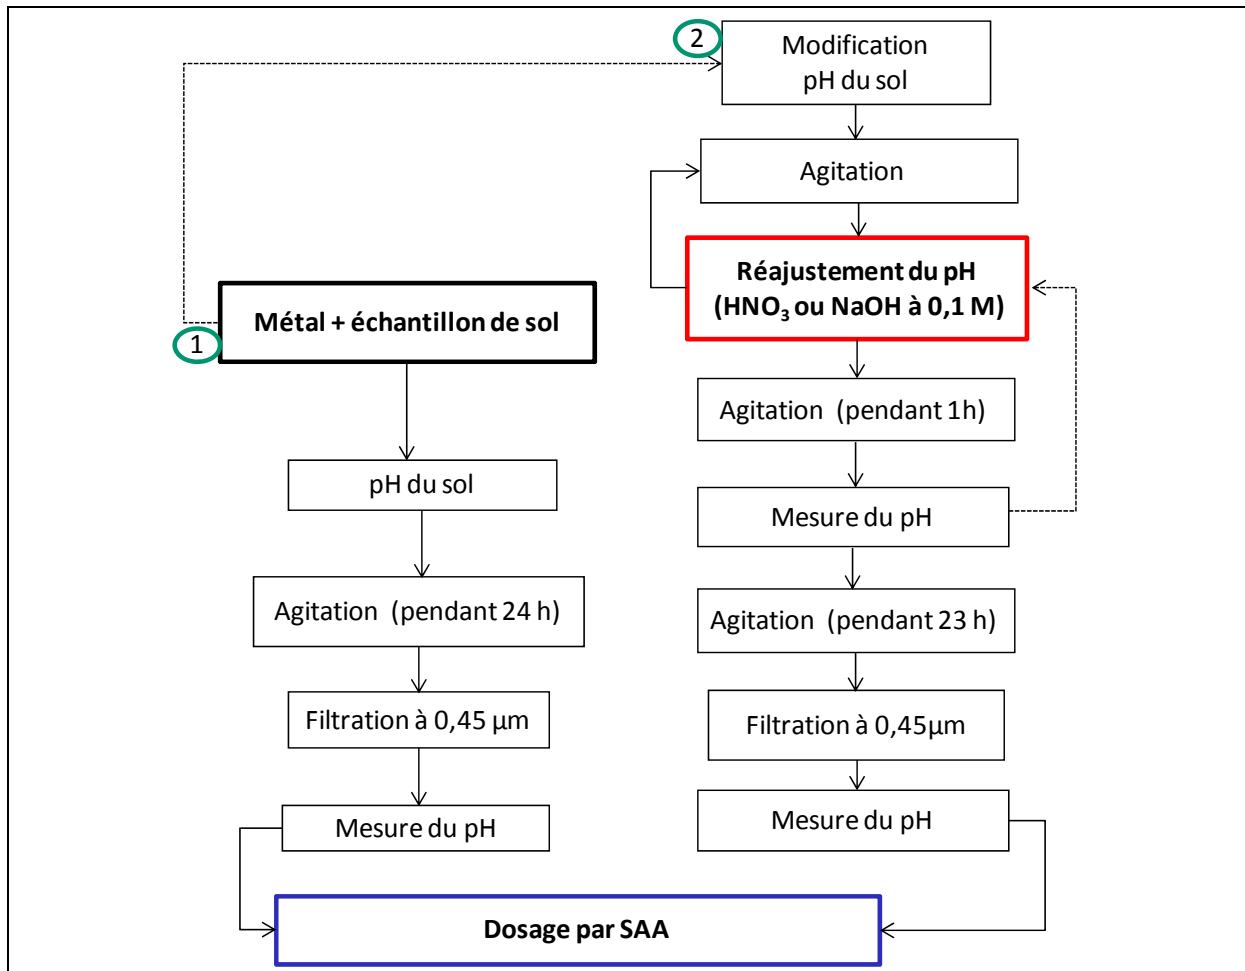 2
Modification
pH du sol
Agitation
Réajustement du pH
(HNO₃ ou NaOH à 0,1 M)
Métal + échantillon de sol
1
Agitation (pendant 1h)
pH du sol
Mesure du pH
Agitation (pendant 24 h)
Agitation (pendant 23 h)
Filtration à 0,45 µm
Filtration à 0,45µm
Mesure du pH
Mesure du pH
Dosage par SAA